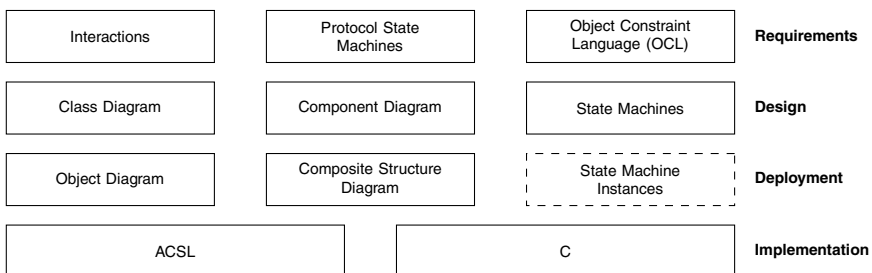 Interactions
Protocol State
Machines
Object Constraint
Language (OCL)
Requirements
Class Diagram
Component Diagram
State Machines
Design
Object Diagram
Composite Structure
Diagram
State Machine
Instances
Deployment
ACSL
C
Implementation